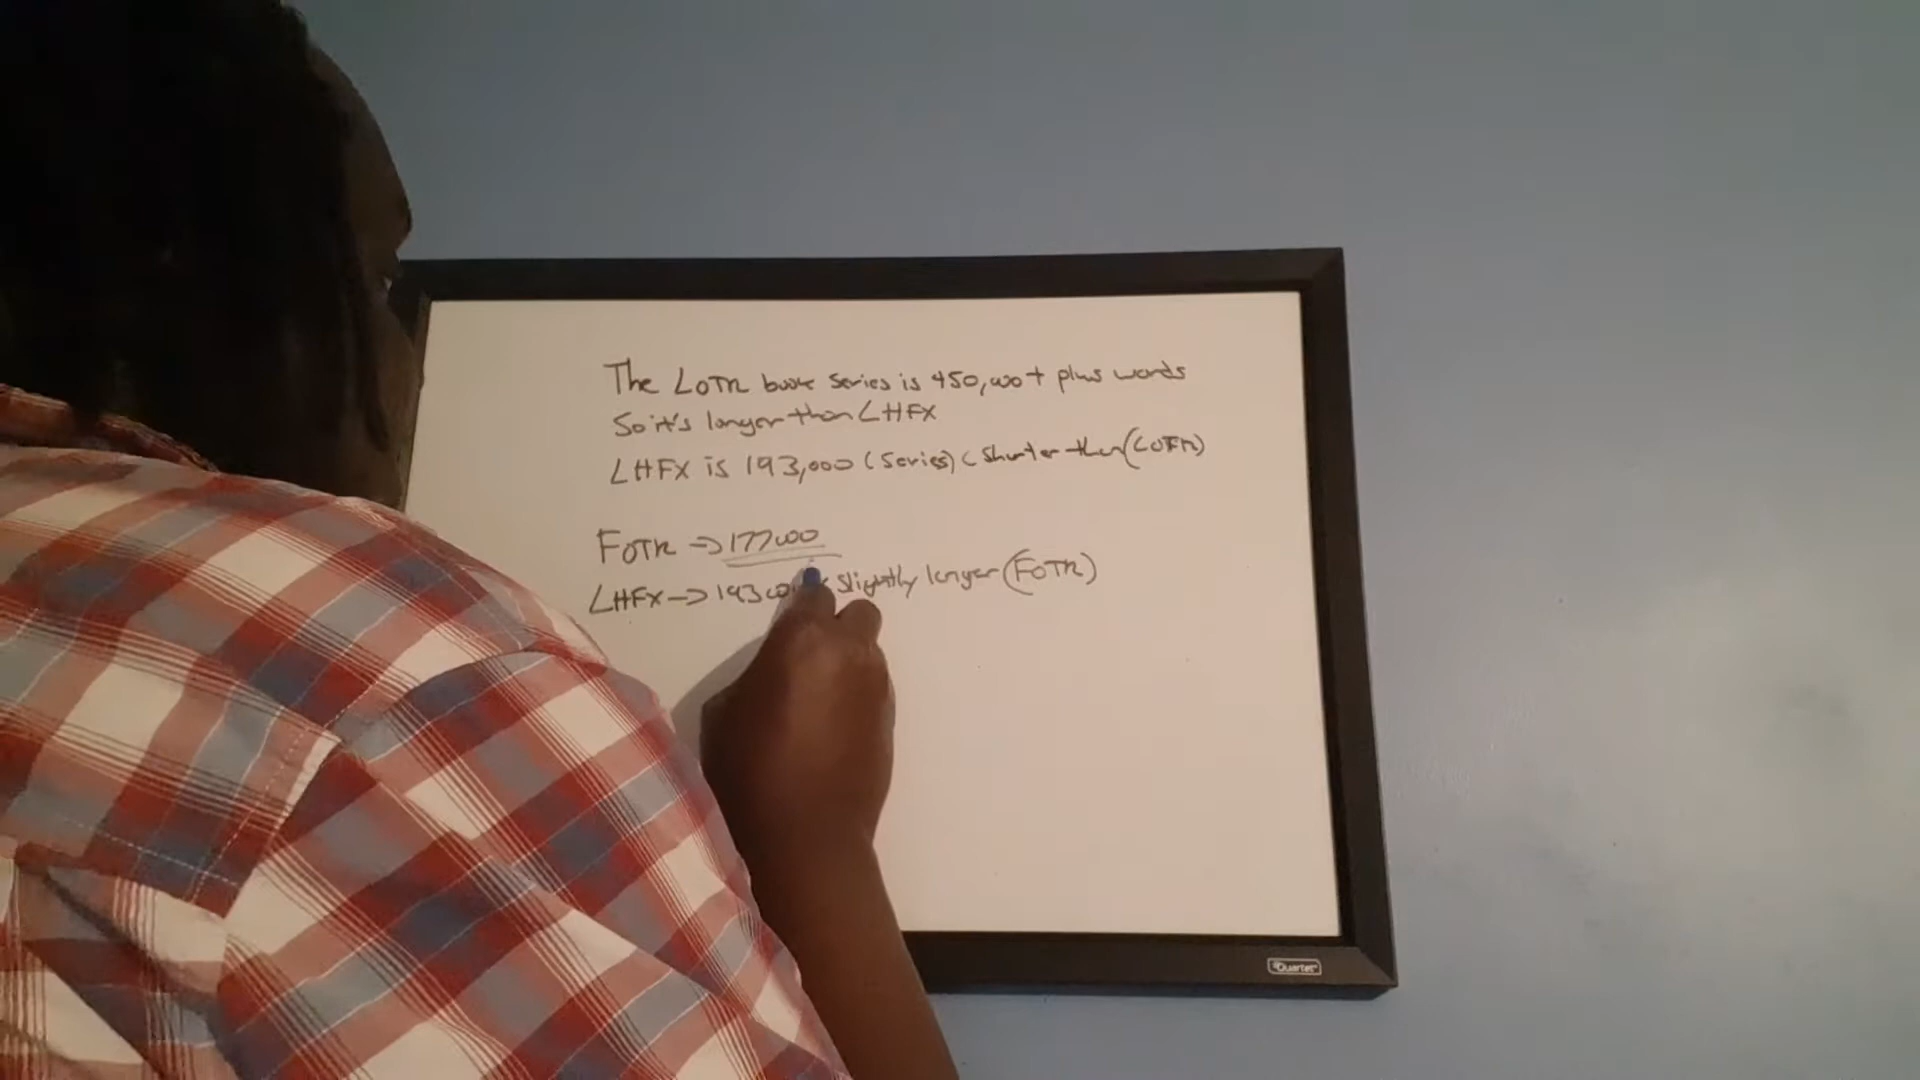 The LOTR book series is 450,000+ plus words
So it's longer than LHFX
LHFX is 193,000 (series) (shorter than (LOTR)
FOTR → 177000
LHFX → 193 slightly longer (FOTR)
Quartet